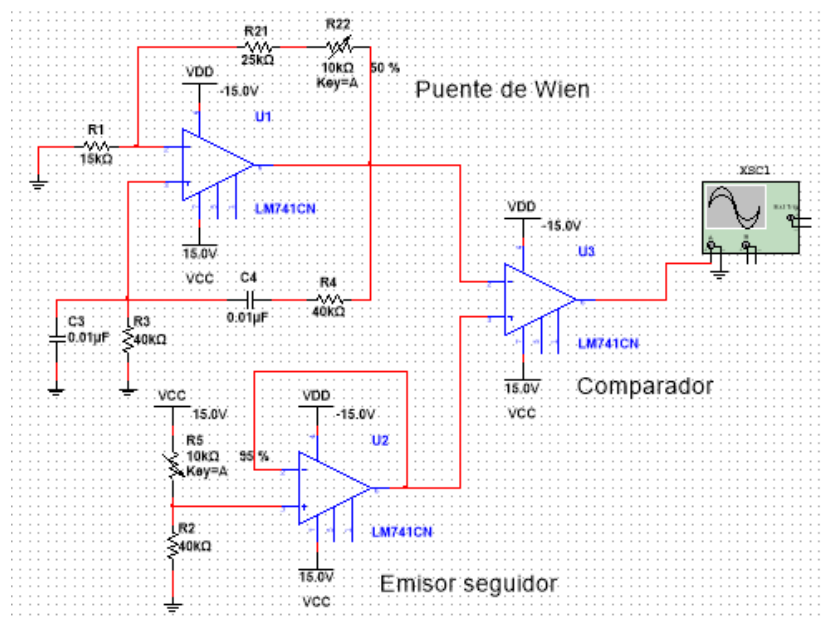 R21
25kΩ
R22
10kΩ
Key=A
50 %
Puente de Wien
VDD
-15.0V
U1
R1
15kΩ
LM741CN
15.0V
VCC
XSC1
Ext Trig
VDD
-15.0V
U3
LM741CN
15.0V
VCC
Comparador
C4
0.01µF
R4
40kΩ
C3
0.01µF
R3
40kΩ
VCC
15.0V
R5
10kΩ
Key=A
95 %
R2
40kΩ
VDD
-15.0V
U2
LM741CN
15.0V
VCC
Emisor seguidor